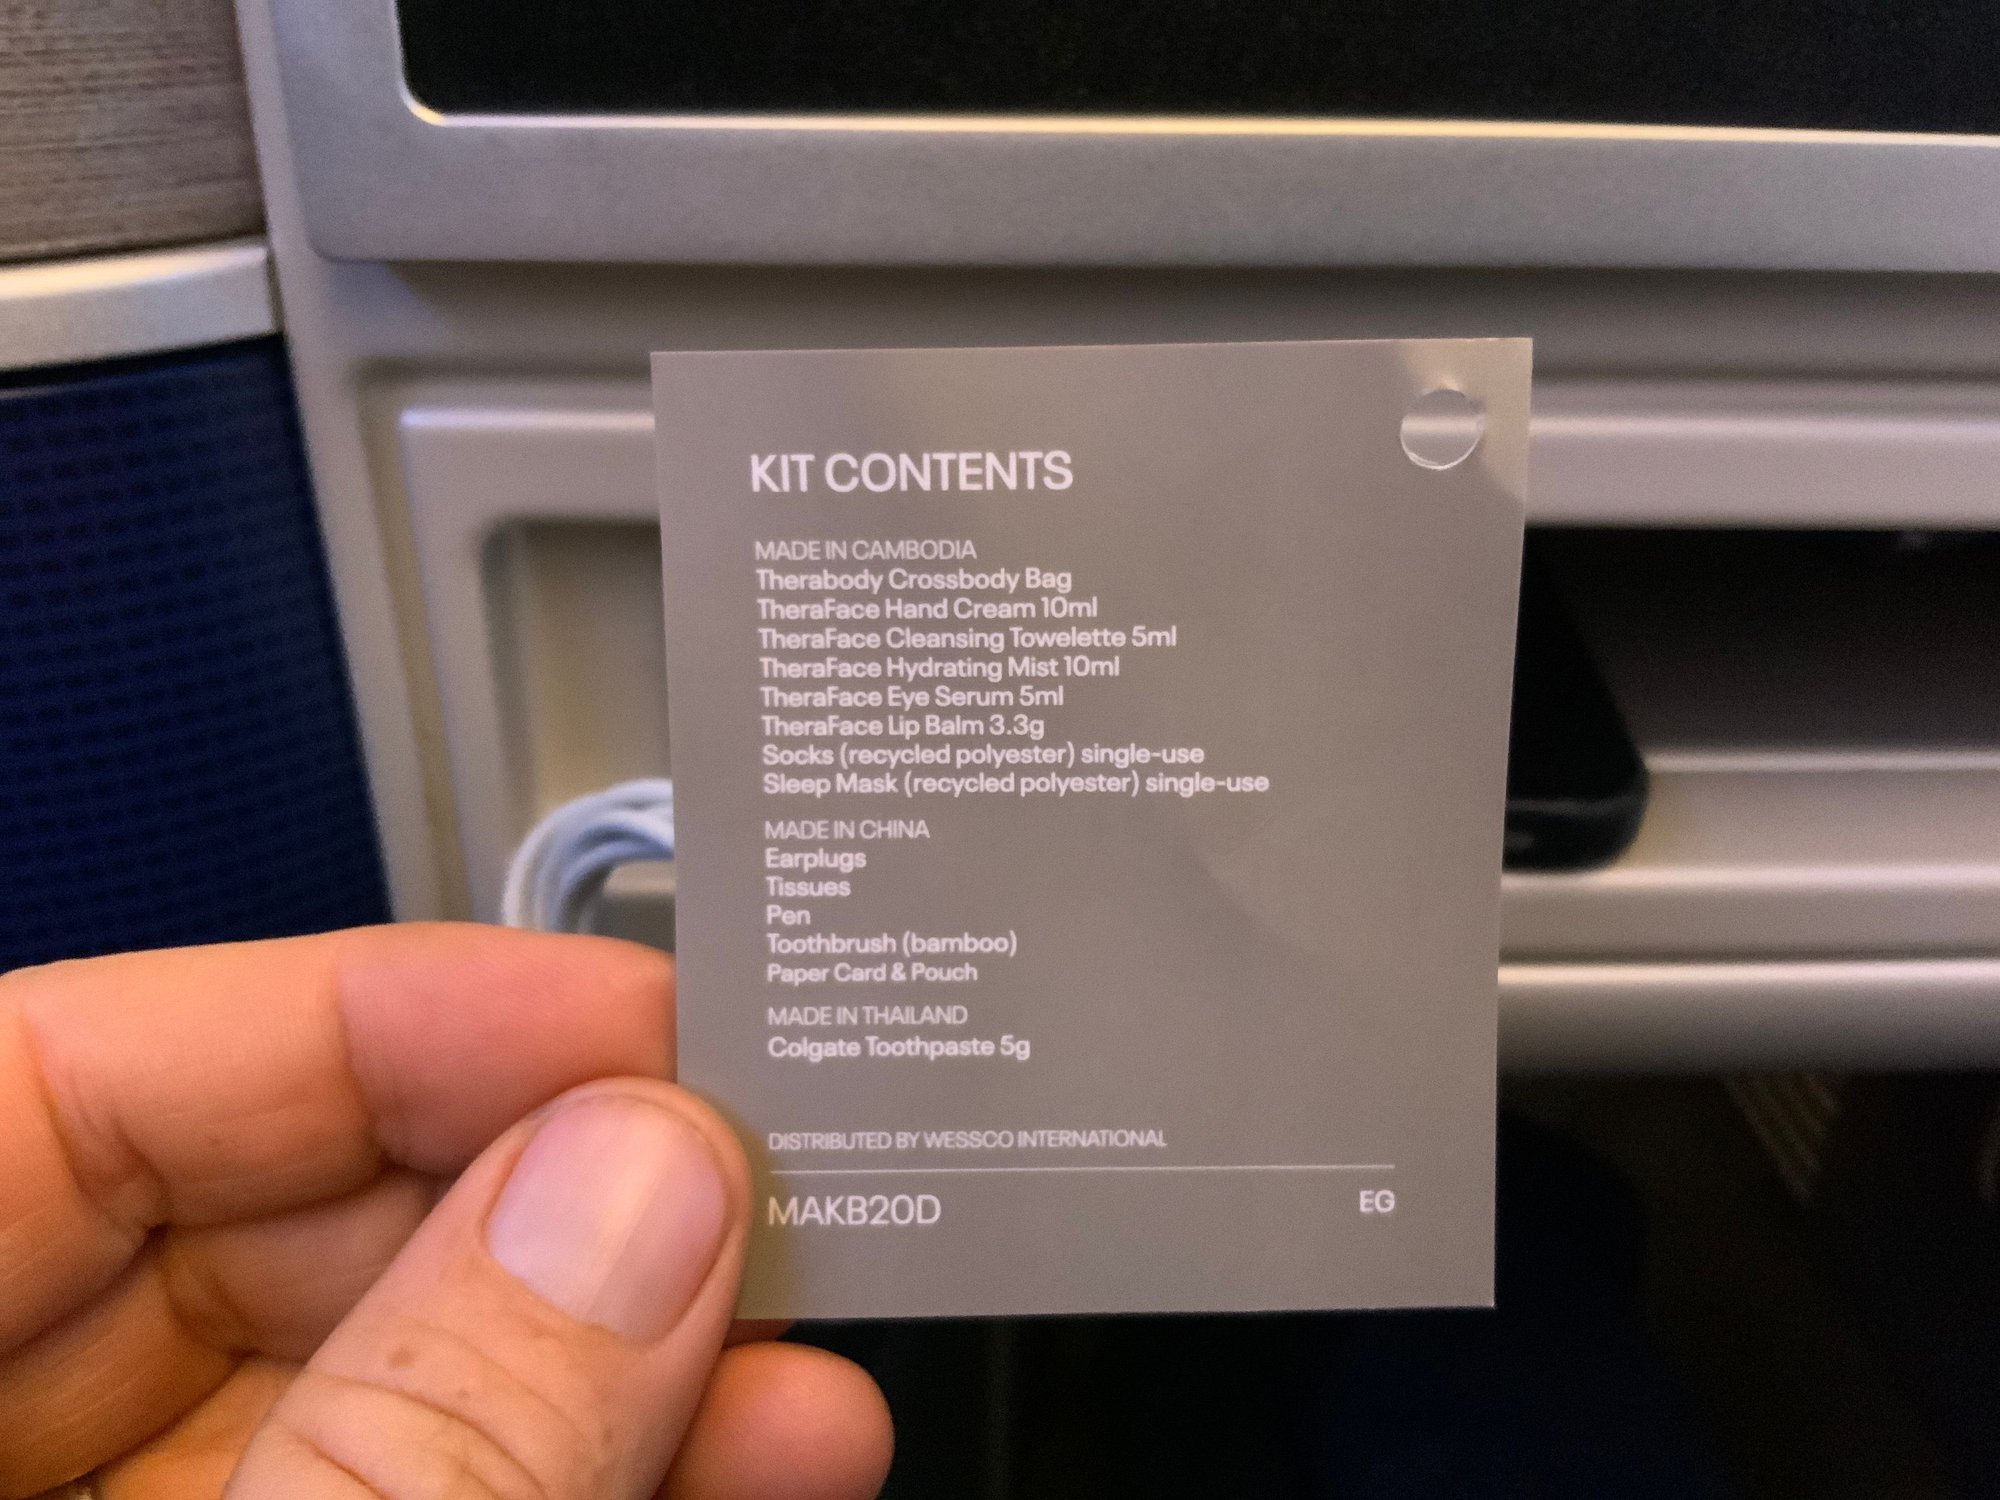 KIT CONTENTS
MADE IN CAMBODIA
Therabody Crossbody Bag
TheraFace Hand Cream 10ml
TheraFace Cleansing Towelette 5ml
TheraFace Hydrating Mist 10ml
TheraFace Eye Serum 5ml
TheraFace Lip Balm 3.3g
Socks (recycled polyester) single-use
Sleep Mask (recycled polyester) single-use
MADE IN CHINA
Earplugs
Tissues
Pen
Toothbrush (bamboo)
Paper Card & Pouch
MADE IN THAILAND
Colgate Toothpaste 5g
DISTRIBUTED BY WESSCO INTERNATIONAL
MAKB20D EG